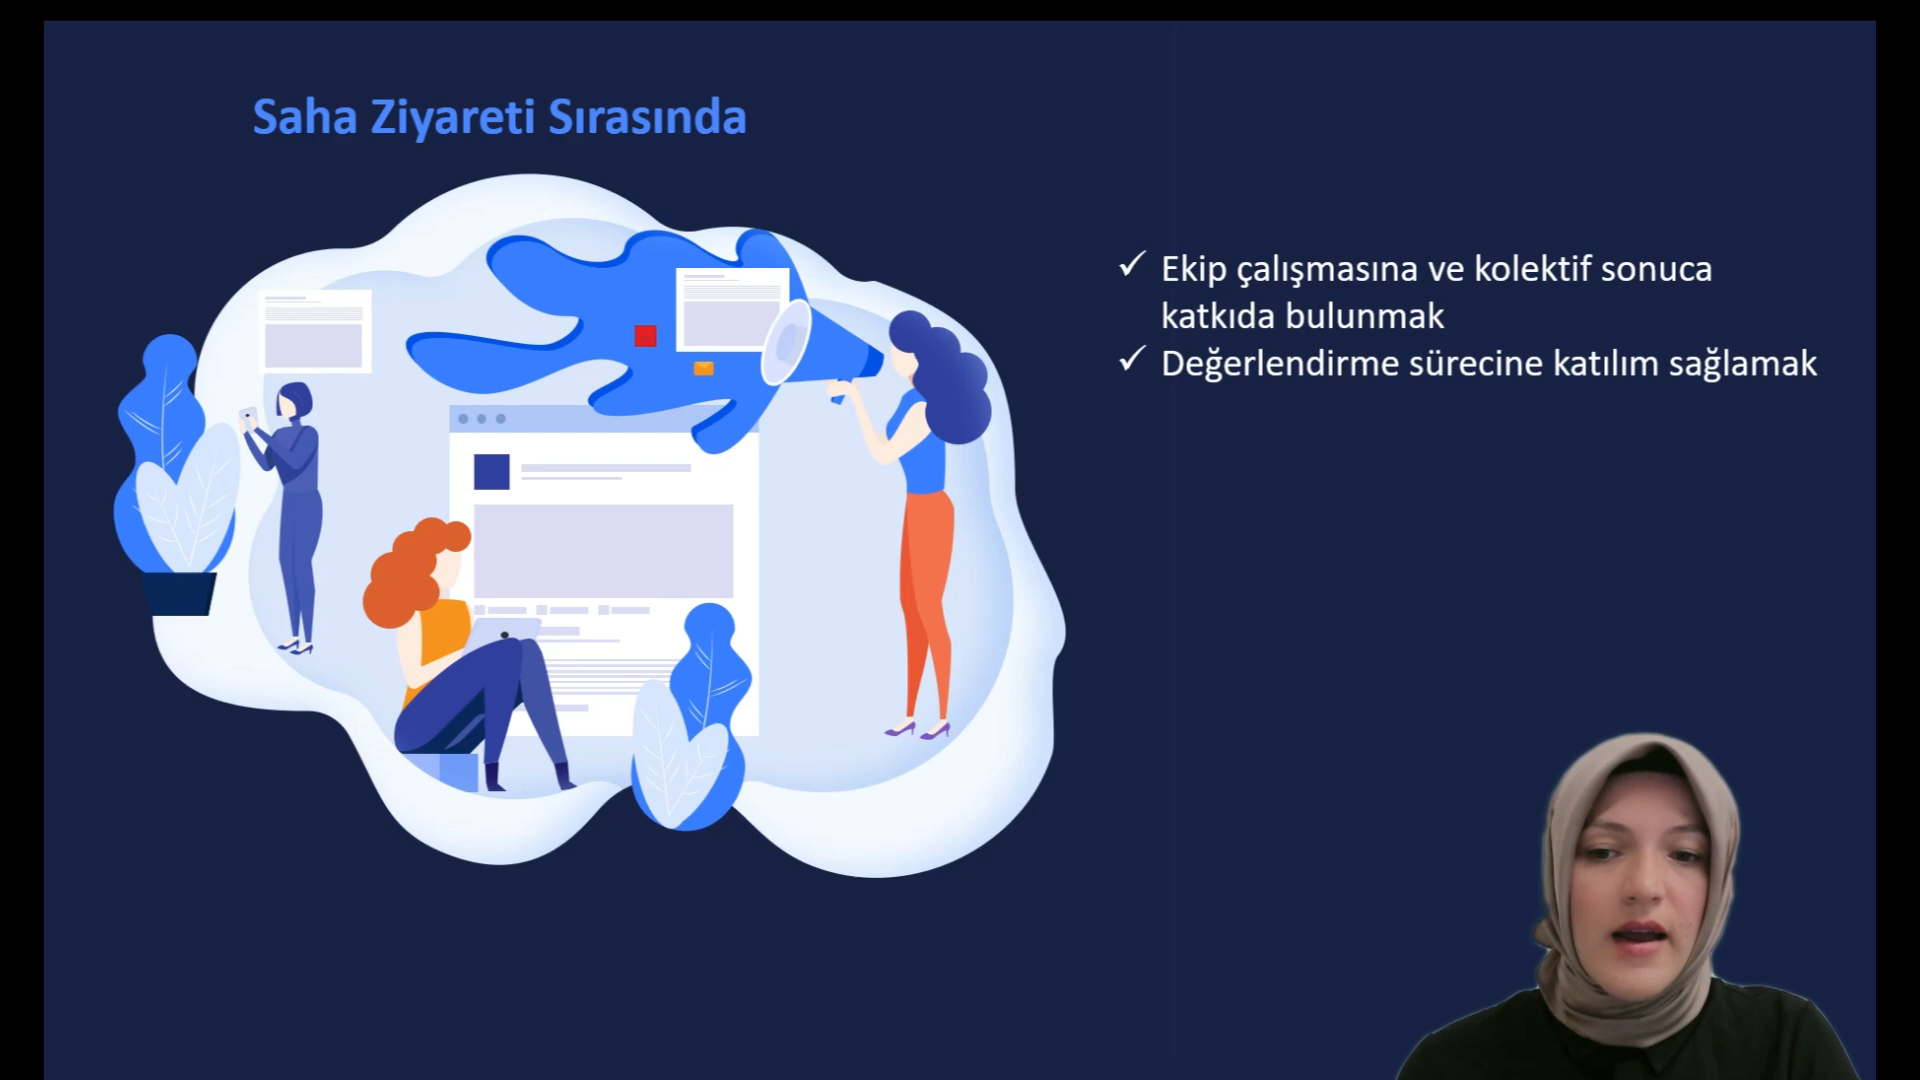 Saha Ziyareti Sırasında
✓ Ekip çalışmasına ve kolektif sonuca
katkıda bulunmak
✓ Değerlendirme sürecine katılım sağlamak